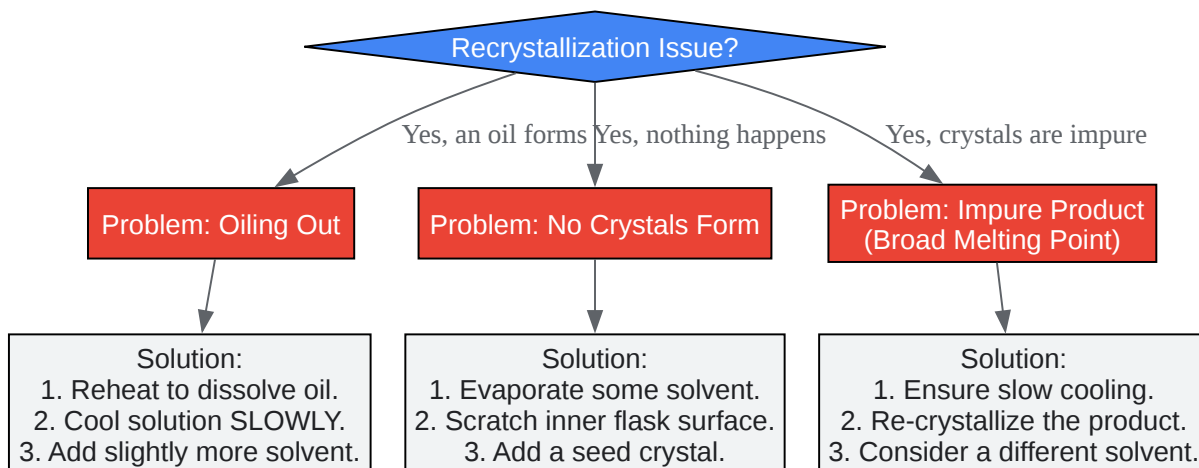 Recrystallization Issue?
Yes, an oil forms
Yes, nothing happens
Yes, crystals are impure
Problem: Oiling Out
Problem: No Crystals Form
Problem: Impure Product
(Broad Melting Point)
Solution:
1. Reheat to dissolve oil.
2. Cool solution SLOWLY.
3. Add slightly more solvent.
Solution:
1. Evaporate some solvent.
2. Scratch inner flask surface.
3. Add a seed crystal.
Solution:
1. Ensure slow cooling.
2. Re-crystallize the product.
3. Consider a different solvent.